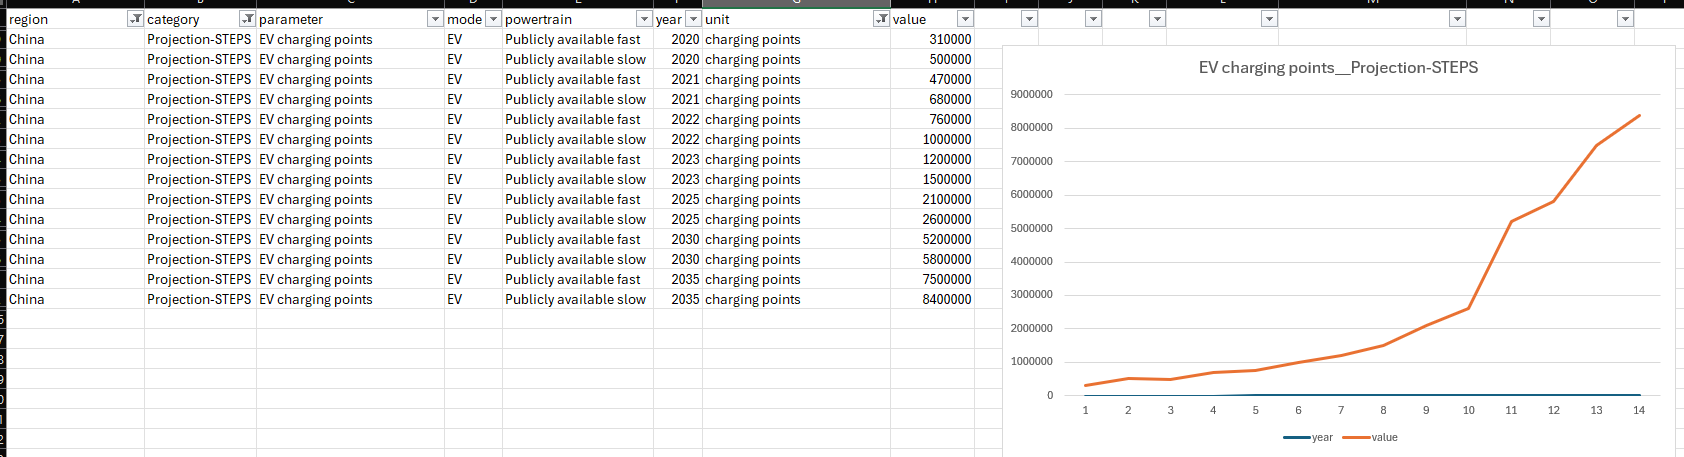 region category parameter mode powertrain year unit value
China Projection-STEPS EV charging points EV Publicly available fast 2020 charging points 310000
China Projection-STEPS EV charging points EV Publicly available slow 2020 charging points 500000
China Projection-STEPS EV charging points EV Publicly available fast 2021 charging points 470000
China Projection-STEPS EV charging points EV Publicly available slow 2021 charging points 680000
China Projection-STEPS EV charging points EV Publicly available fast 2022 charging points 760000
China Projection-STEPS EV charging points EV Publicly available slow 2022 charging points 1000000
China Projection-STEPS EV charging points EV Publicly available fast 2023 charging points 1200000
China Projection-STEPS EV charging points EV Publicly available slow 2023 charging points 1500000
China Projection-STEPS EV charging points EV Publicly available fast 2025 charging points 2100000
China Projection-STEPS EV charging points EV Publicly available slow 2025 charging points 2600000
China Projection-STEPS EV charging points EV Publicly available fast 2030 charging points 5200000
China Projection-STEPS EV charging points EV Publicly available slow 2030 charging points 5800000
China Projection-STEPS EV charging points EV Publicly available fast 2035 charging points 7500000
China Projection-STEPS EV charging points EV Publicly available slow 2035 charging points 8400000
EV charging points__Projection-STEPS
9000000
8000000
7000000
6000000
5000000
4000000
3000000
2000000
1000000
0
1 2 3 4 5 6 7 8 9 10 11 12 13 14
year value